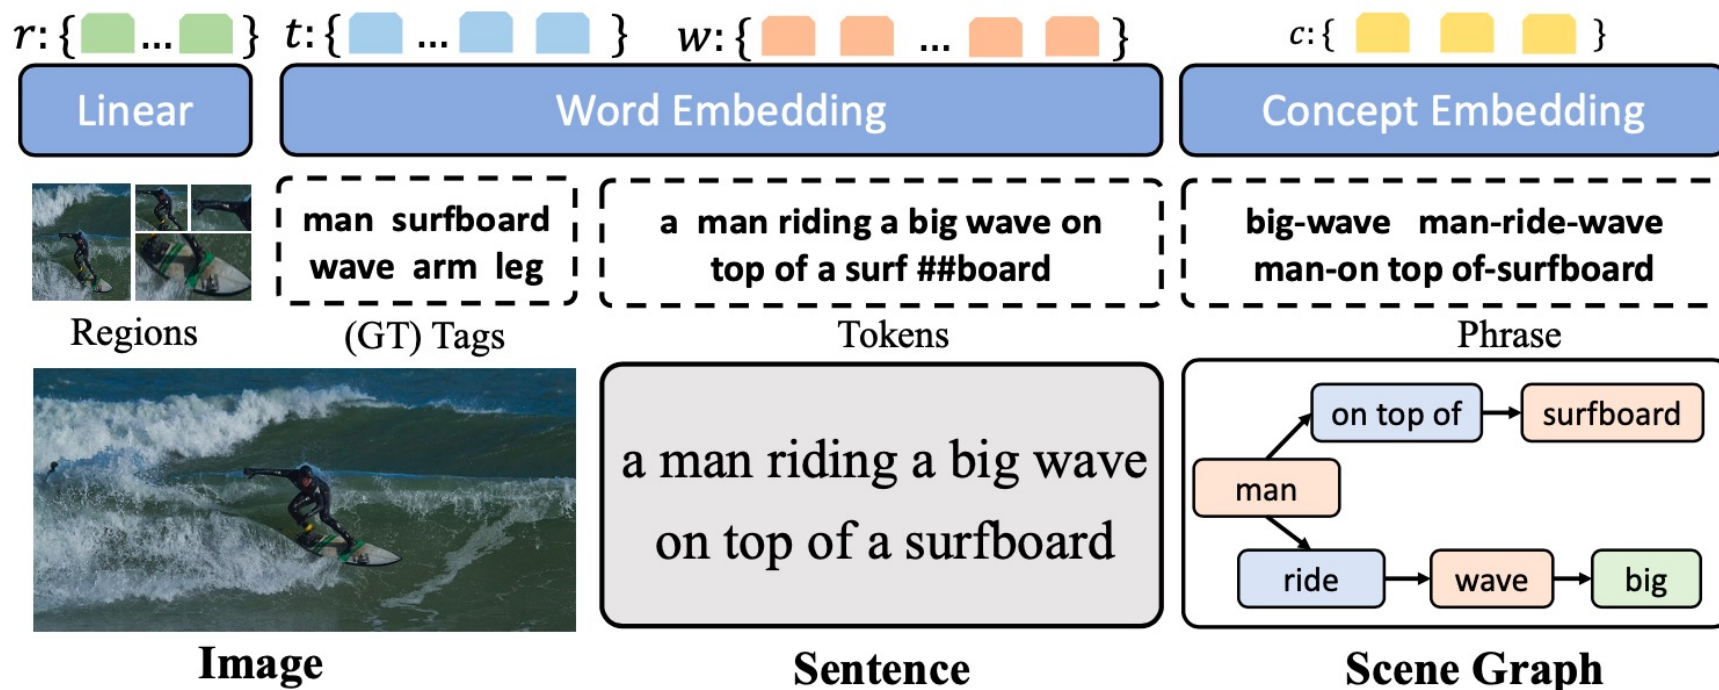 r: { ... } t: { ... } w: { ... } c: { }
Linear Word Embedding Concept Embedding
man surfboard
wave arm leg
a man riding a big wave on
top of a surf ##board
big-wave man-ride-wave
man-on top of-surfboard
Regions (GT) Tags Tokens Phrase
a man riding a big wave
on top of a surfboard
on top of surfboard
man
ride wave big
Image Sentence Scene Graph